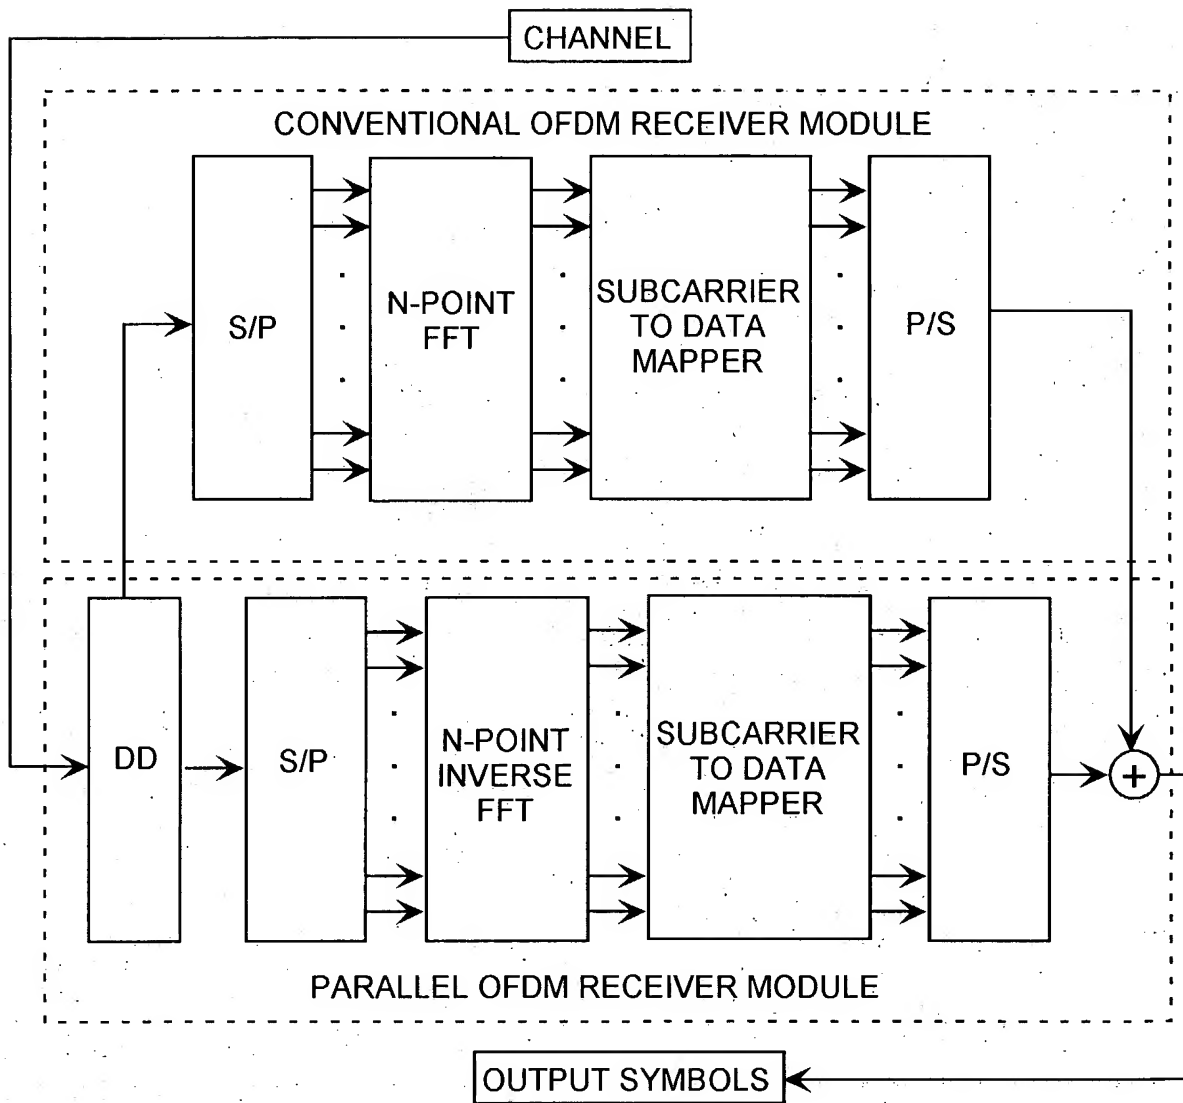 CHANNEL
CONVENTIONAL OFDM RECEIVER MODULE
S/P
N-POINT
FFT
SUBCARRIER
TO DATA
MAPPER
P/S
DD
S/P
N-POINT
INVERSE
FFT
SUBCARRIER
TO DATA
MAPPER
P/S
+
PARALLEL OFDM RECEIVER MODULE
OUTPUT SYMBOLS